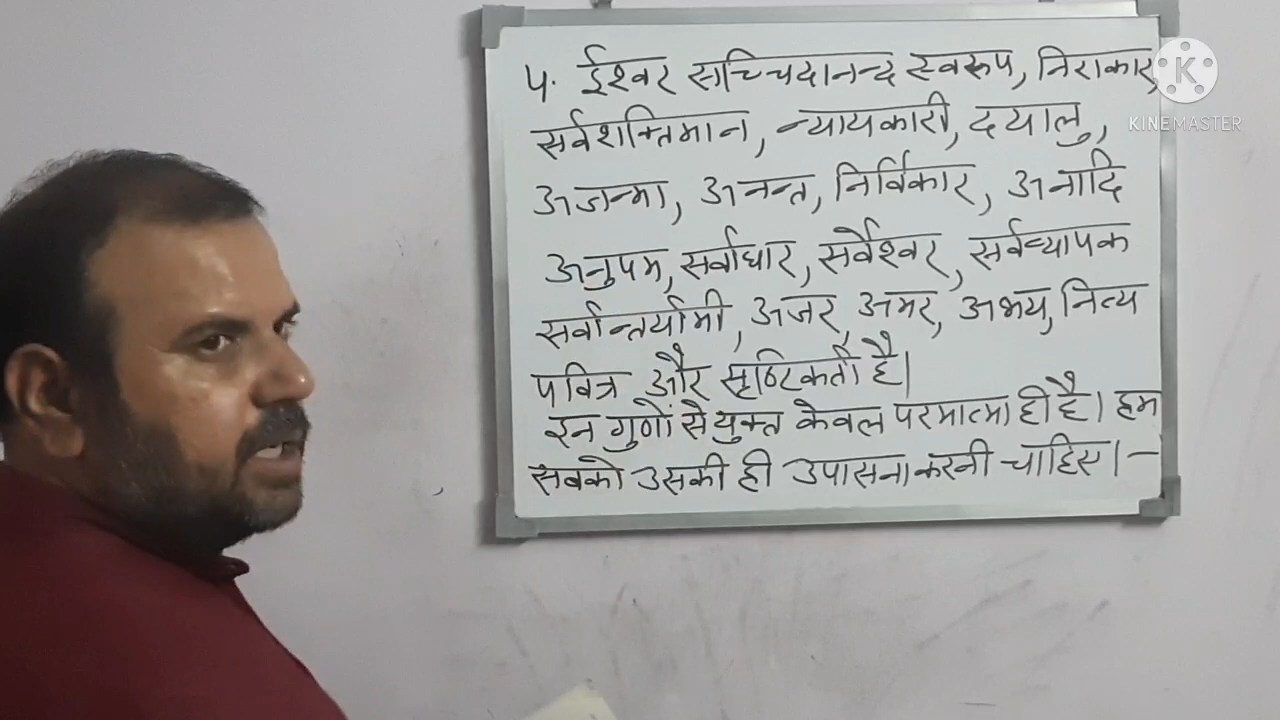 ५. ईश्वर सच्चिदानन्द स्वरूप, निराकार,
सर्वशक्तिमान, न्यायकारी, दयालु,
अजन्मा, अनन्त, निर्विकार, अनादि
अनुपम, सर्वाधार, सर्वेश्वर, सर्वव्यापक
सर्वान्तर्यामी, अजर, अमर, अभय, नित्य
पवित्र और सृष्टिकर्ता है।
इन गुणों से युक्त केवल परमात्मा ही है। हम
सबको उसकी ही उपासना करनी चाहिए। –
K
KINEMASTER